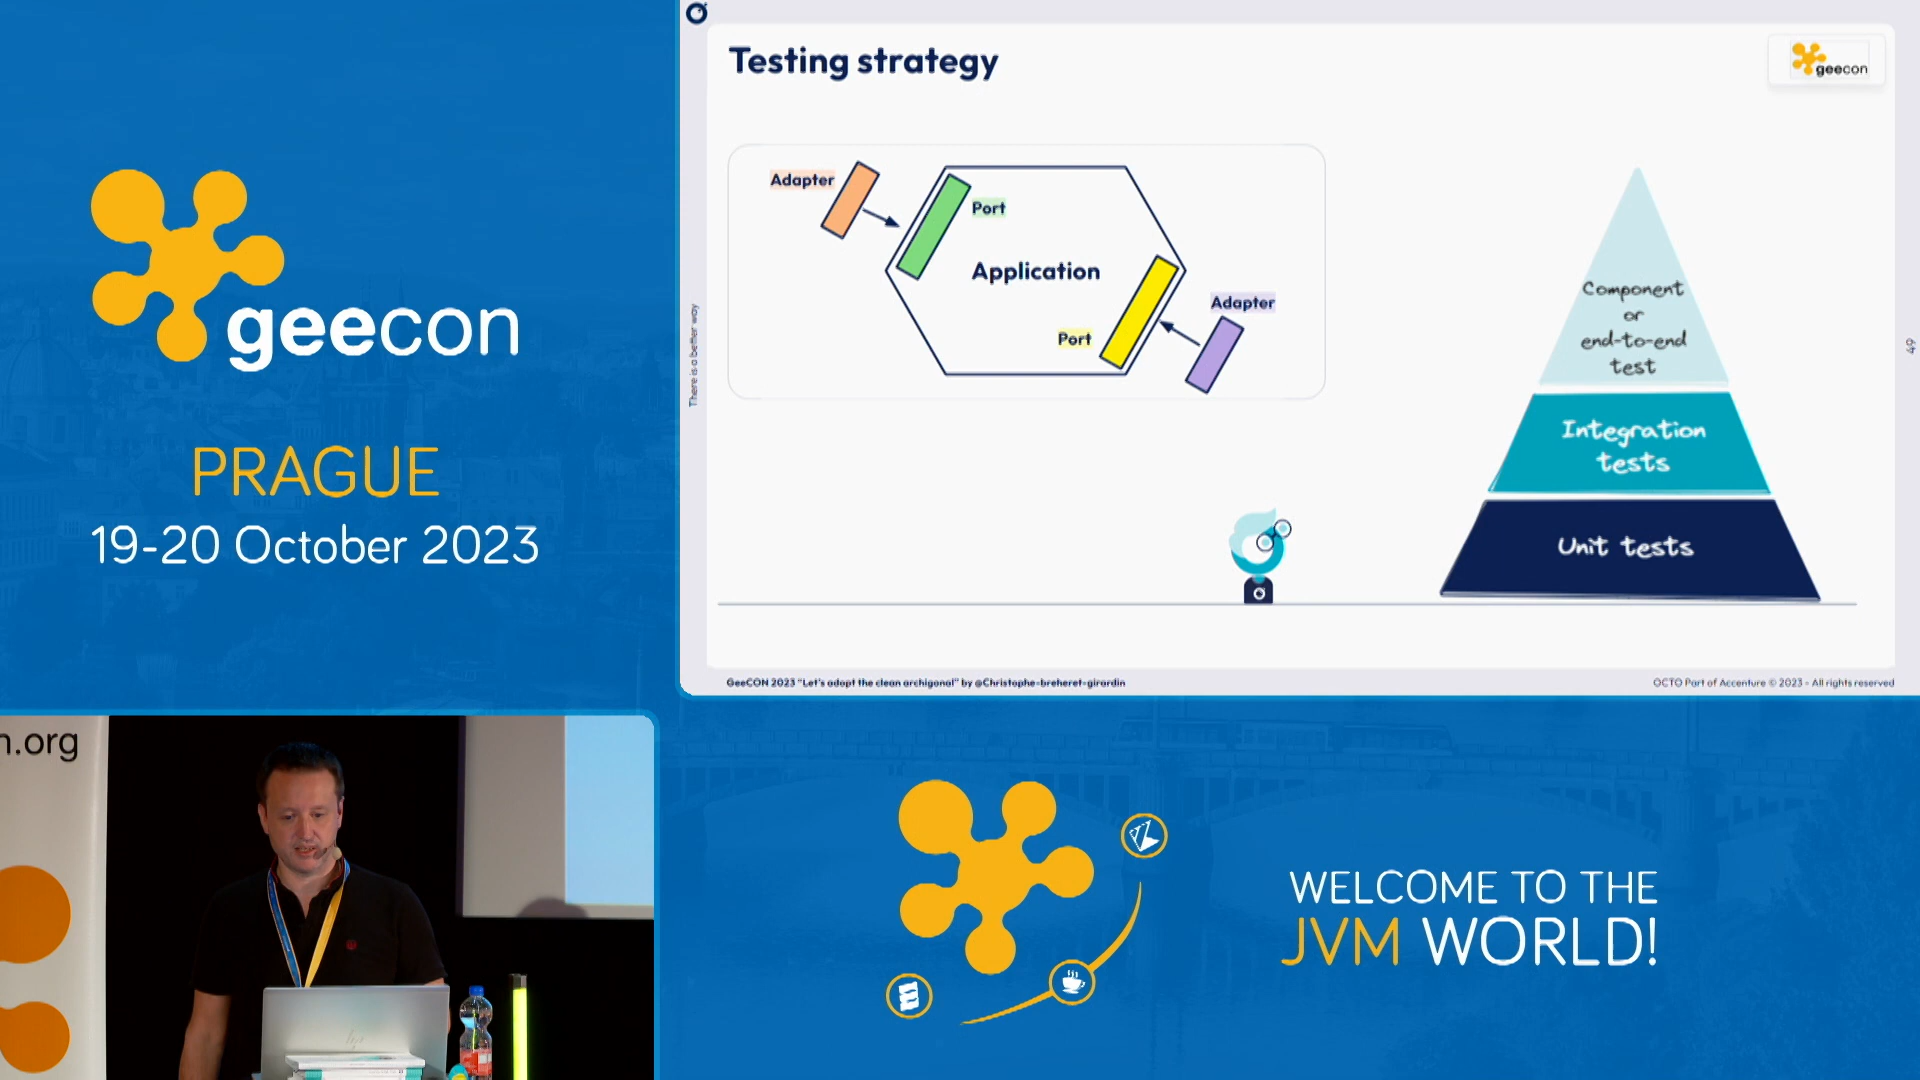 geecon
PRAGUE
19-20 October 2023
Testing strategy
geecon
Adapter
Port
Application
Adapter
Port
Component
or
end-to-end
test
Integration
tests
Unit tests
There is a better way
49
GeeCON 2023 "Let's adopt the clean archigonal" by @Christophe-breheret-girardin
OCTO Part of Accenture © 2023 - All rights reserved
n.org
WELCOME TO THE
JVM WORLD!